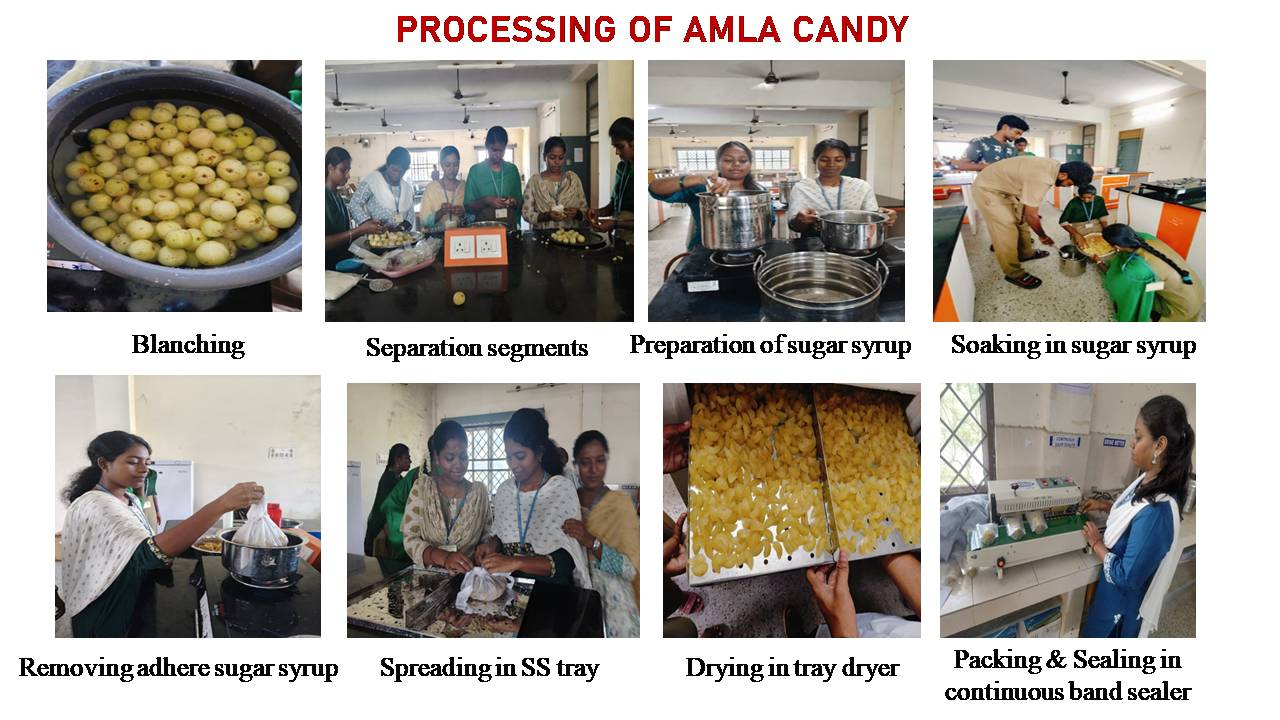 PROCESSING OF AMLA CANDY
Blanching
Separation segments
Preparation of sugar syrup
Soaking in sugar syrup
Removing adhere sugar syrup
Spreading in SS tray
Drying in tray dryer
Packing & Sealing in
continuous band sealer